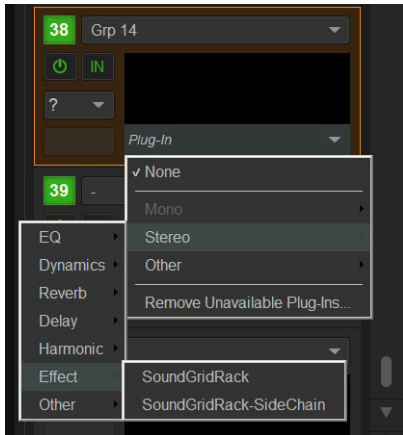 38 Grp 14
IN
?
Plug-In
✓ None
39 -
Mono
EQ
Stereo
Dynamics
Other
Reverb
Remove Unavailable Plug-Ins...
Delay
Harmonic
Effect
SoundGridRack
Other
SoundGridRack-SideChain